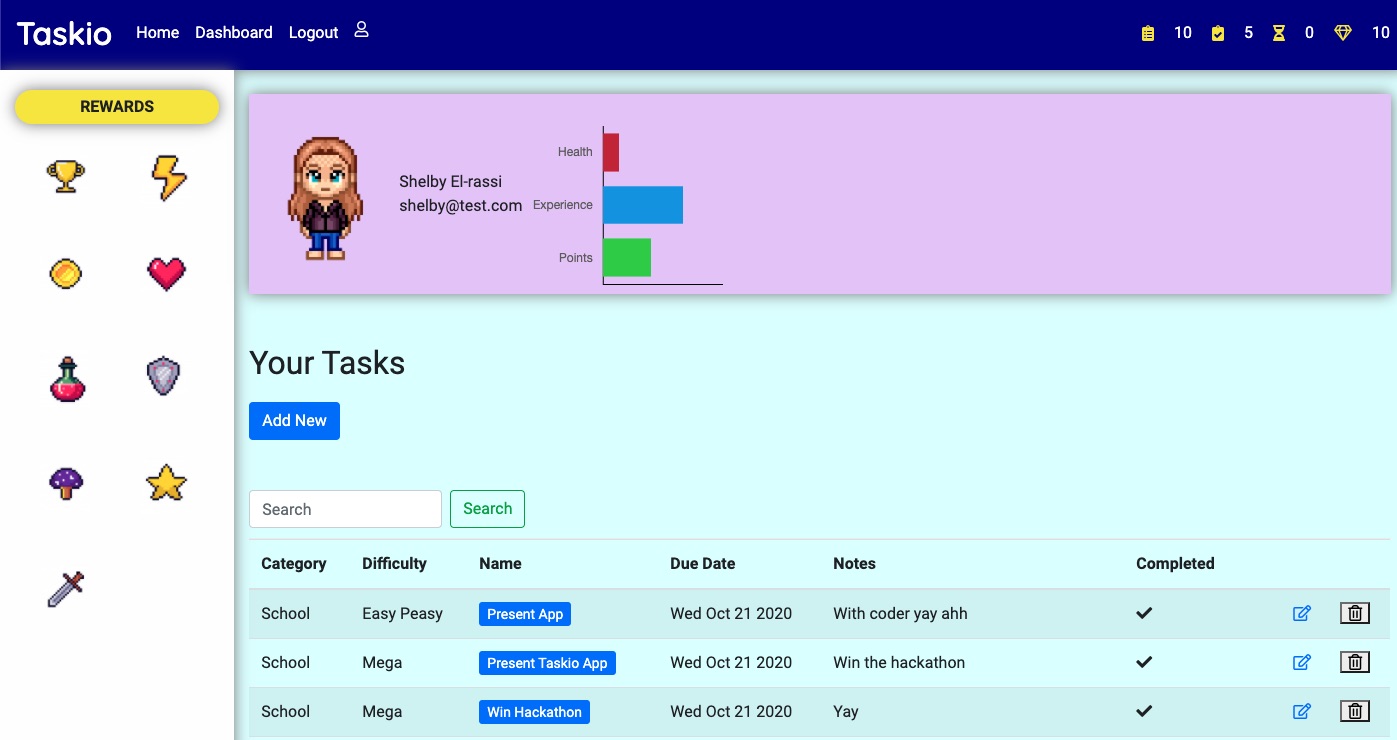 Taskio Home Dashboard Logout 10 5 0 10
REWARDS
Health
Shelby El-rassi
shelby@test.com
Experience
Points
Your Tasks
Add New
Search Search
Category Difficulty Name Due Date Notes Completed
School Easy Peasy Present App Wed Oct 21 2020 With coder yay ahh
School Mega Present Taskio App Wed Oct 21 2020 Win the hackathon
School Mega Win Hackathon Wed Oct 21 2020 Yay